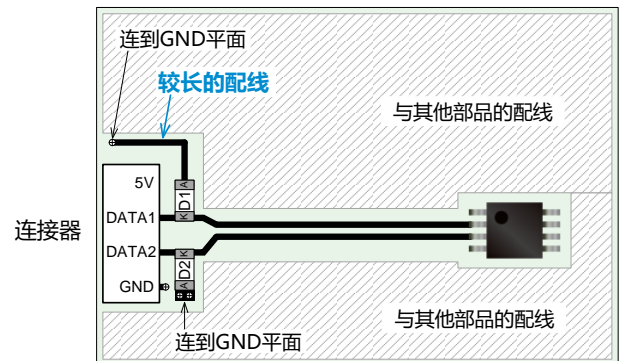 连到GND平面
较长的配线
与其他部品的配线
5V
A
D1
K
DATA1
连接器
DATA2
K
D2
A
GND
与其他部品的配线
连到GND平面